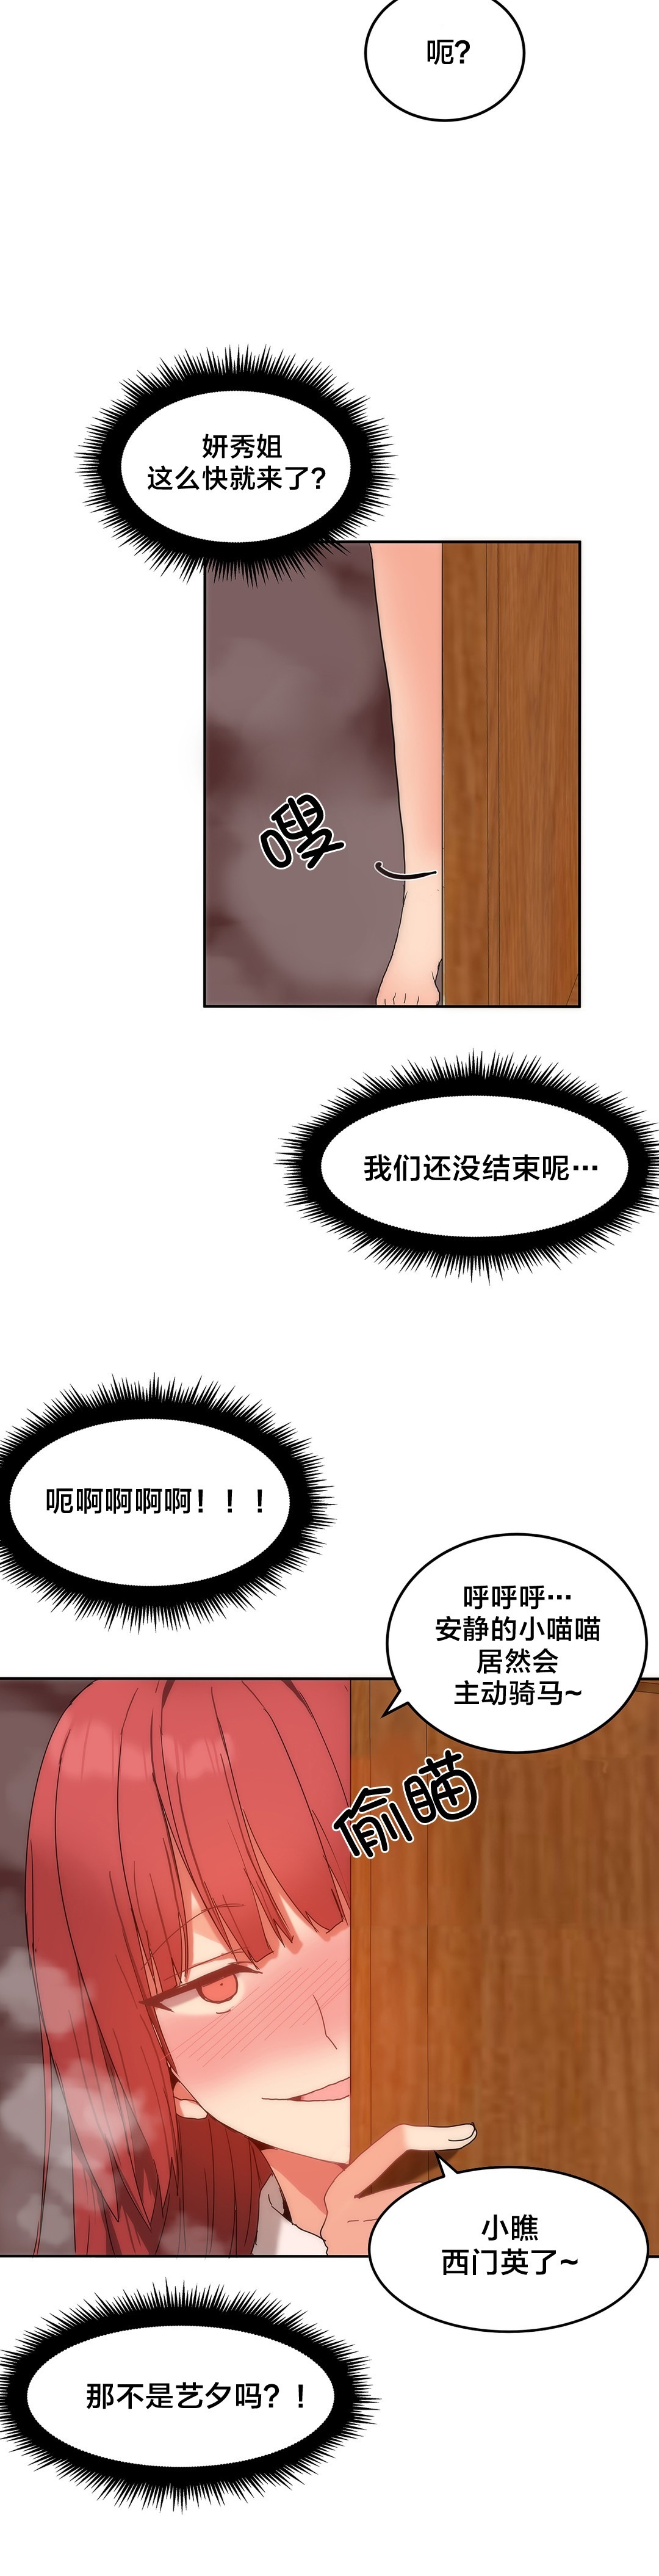 呃?
妍秀姐
这么快就来了?
嗖
我们还没结束呢…
呃啊啊啊啊！！！
呼呼呼…
安静的小喵喵
居然会
主动骑马~
偷瞄
小瞧
西门英了~
那不是艺夕吗?！